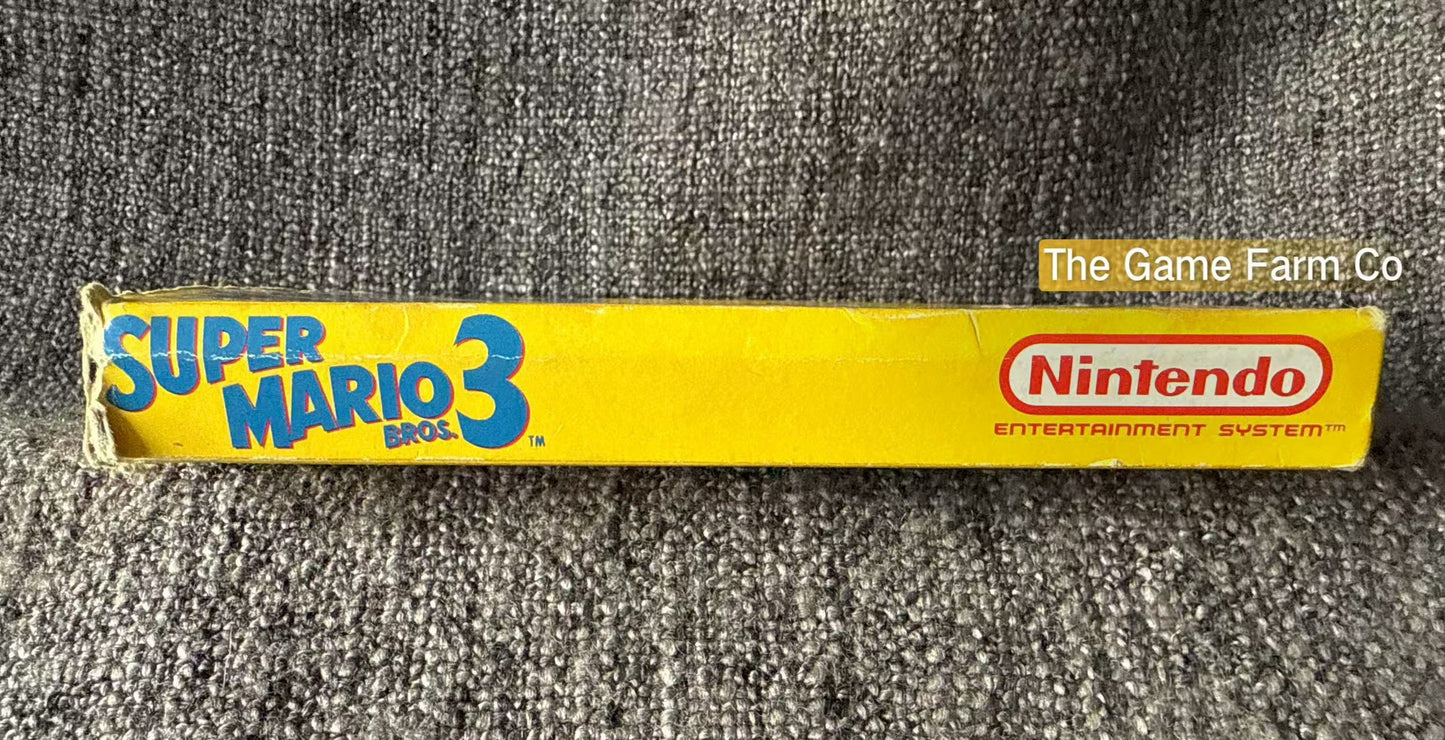 The Game Farm Co
SUPER
MARIO 3
BROS. ™
Nintendo
ENTERTAINMENT SYSTEM™